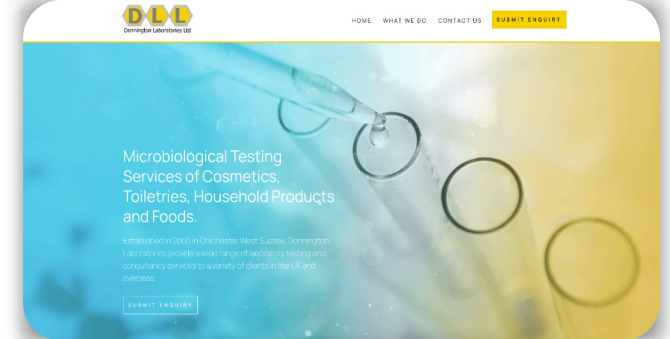 DLL
Donnington Laboratories Ltd
HOME WHAT WE DO CONTACT US SUBMIT ENQUIRY
Microbiological Testing
Services of Cosmetics,
Toiletries, Household Products
and Foods.
Established in 2000 in Chichester West Sussex, Donnington
Laboratories provide a wide range of laboratory testing and
consultancy services to a variety of clients in the UK and
overseas.
SUBMIT ENQUIRY